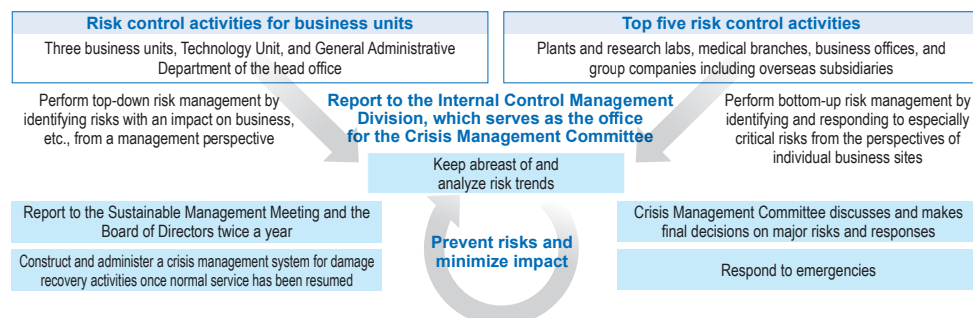 Risk control activities for business units
Three business units, Technology Unit, and General Administrative
Department of the head office
Top five risk control activities
Plants and research labs, medical branches, business offices, and
group companies including overseas subsidiaries
Perform top-down risk management by
identifying risks with an impact on business,
etc., from a management perspective
Report to the Internal Control Management
Division, which serves as the office
for the Crisis Management Committee
Perform bottom-up risk management by
identifying and responding to especially
critical risks from the perspectives of
individual business sites
Keep abreast of and
analyze risk trends
Report to the Sustainable Management Meeting and the
Board of Directors twice a year
Construct and administer a crisis management system for damage
recovery activities once normal service has been resumed
Prevent risks and
minimize impact
Crisis Management Committee discusses and makes
final decisions on major risks and responses
Respond to emergencies